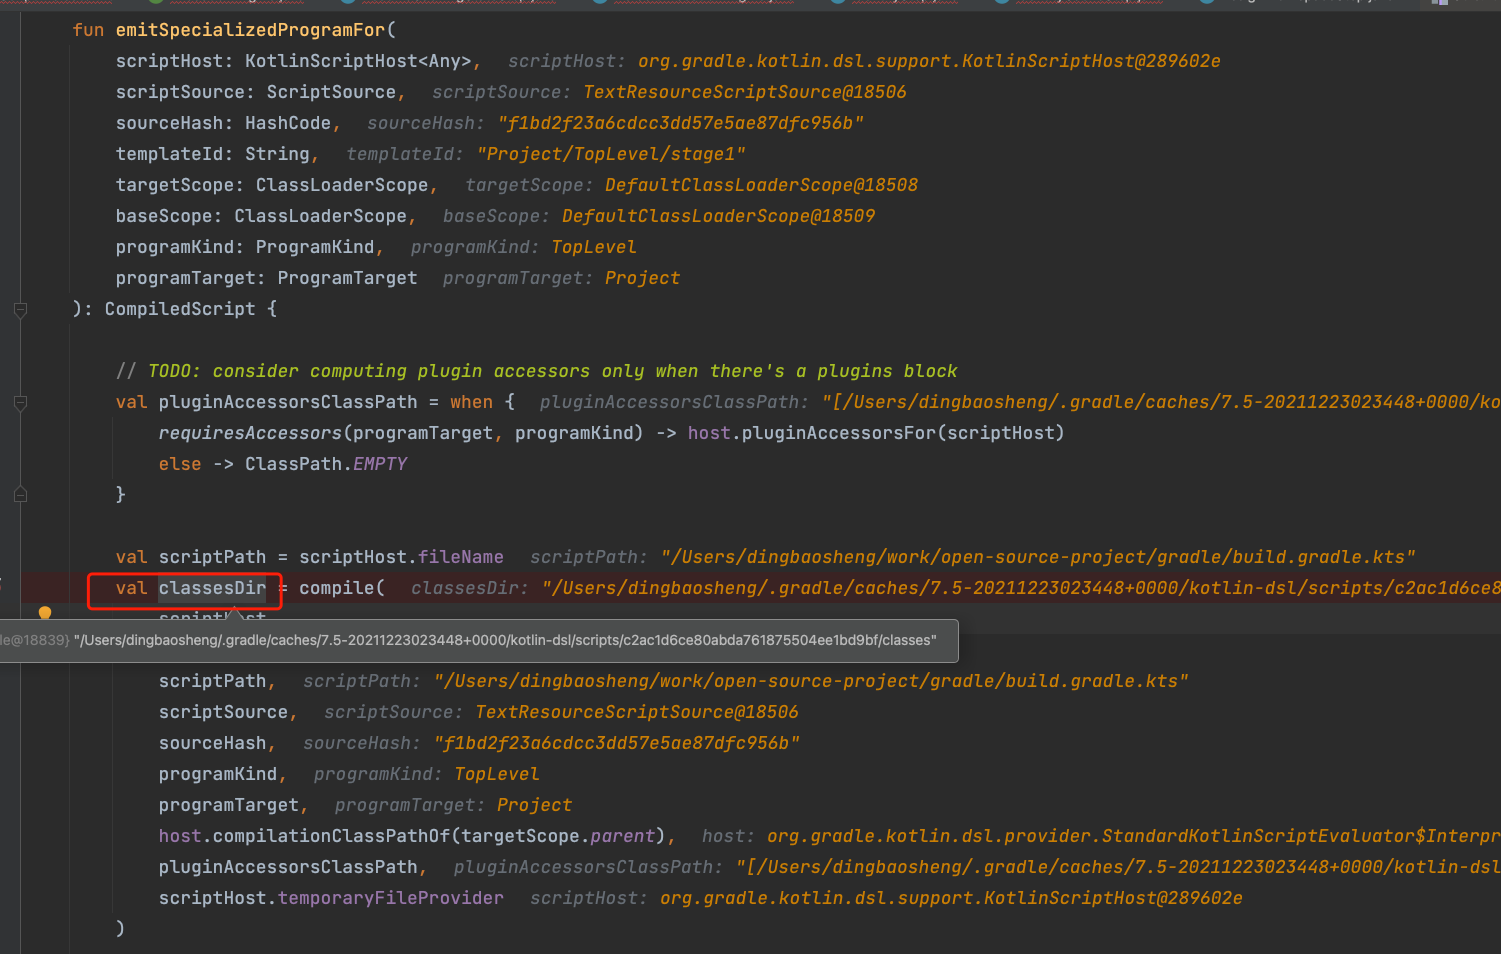 fun emitSpecializedProgramFor(
scriptHost: KotlinScriptHost<Any>, scriptHost: org.gradle.kotlin.dsl.support.KotlinScriptHost@289602e
scriptSource: ScriptSource, scriptSource: TextResourceScriptSource@18506
sourceHash: HashCode, sourceHash: "f1bd2f23a6cdcc3dd57e5ae87dfc956b"
templateId: String, templateId: "Project/TopLevel/stage1"
targetScope: ClassLoaderScope, targetScope: DefaultClassLoaderScope@18508
baseScope: ClassLoaderScope, baseScope: DefaultClassLoaderScope@18509
programKind: ProgramKind, programKind: TopLevel
programTarget: ProgramTarget programTarget: Project
): CompiledScript {
// TODO: consider computing plugin accessors only when there's a plugins block
val pluginAccessorsClassPath = when { pluginAccessorsClassPath: "[/Users/dingbaosheng/.gradle/caches/7.5-20211223023448+0000/ko
requiresAccessors(programTarget, programKind) -> host.pluginAccessorsFor(scriptHost)
else -> ClassPath.EMPTY
}
val scriptPath = scriptHost.fileName scriptPath: "/Users/dingbaosheng/work/open-source-project/gradle/build.gradle.kts"
val classesDir = compile( classesDir: "/Users/dingbaosheng/.gradle/caches/7.5-20211223023448+0000/kotlin-dsl/scripts/c2ac1d6ce8
scriptHost
le@18839} "/Users/dingbaosheng/.gradle/caches/7.5-20211223023448+0000/kotlin-dsl/scripts/c2ac1d6ce80abda761875504ee1bd9bf/classes"
scriptPath, scriptPath: "/Users/dingbaosheng/work/open-source-project/gradle/build.gradle.kts"
scriptSource, scriptSource: TextResourceScriptSource@18506
sourceHash, sourceHash: "f1bd2f23a6cdcc3dd57e5ae87dfc956b"
programKind, programKind: TopLevel
programTarget, programTarget: Project
host.compilationClassPathOf(targetScope.parent), host: org.gradle.kotlin.dsl.provider.StandardKotlinScriptEvaluator$Interpr
pluginAccessorsClassPath, pluginAccessorsClassPath: "[/Users/dingbaosheng/.gradle/caches/7.5-20211223023448+0000/kotlin-dsl
scriptHost.temporaryFileProvider scriptHost: org.gradle.kotlin.dsl.support.KotlinScriptHost@289602e
)